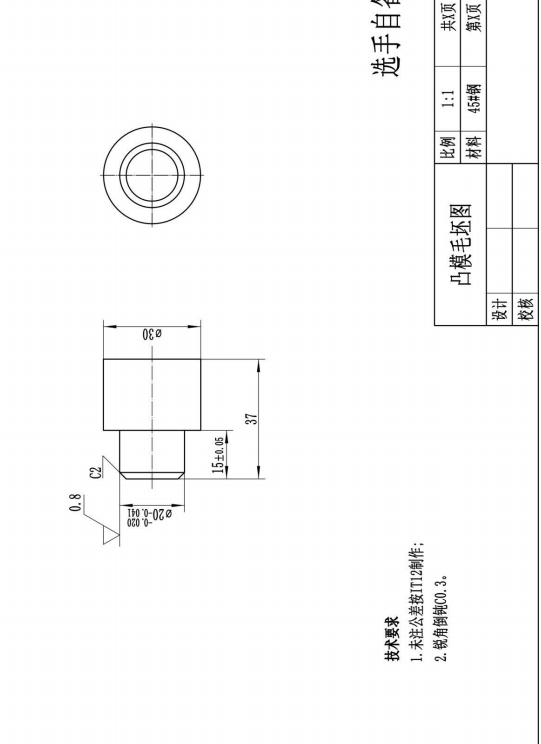 0.8
C2
ø20 -0.020 -0.041
15±0.05
37
ø30
技术要求
1. 未注公差按IT12制作;
2. 锐角倒钝C0.3。
选手自备
凸模毛坯图
比例 1:1 共X页
材料 45#钢 第X页
设计
校核